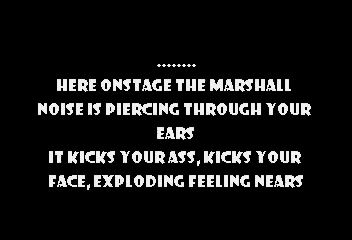 ........
HERE ONSTAGE THE MARSHALL
NOISE IS PIERCING THROUGH YOUR
EARS
IT KICKS YOUR ASS, KICKS YOUR
FACE, EXPLODING FEELING NEARS